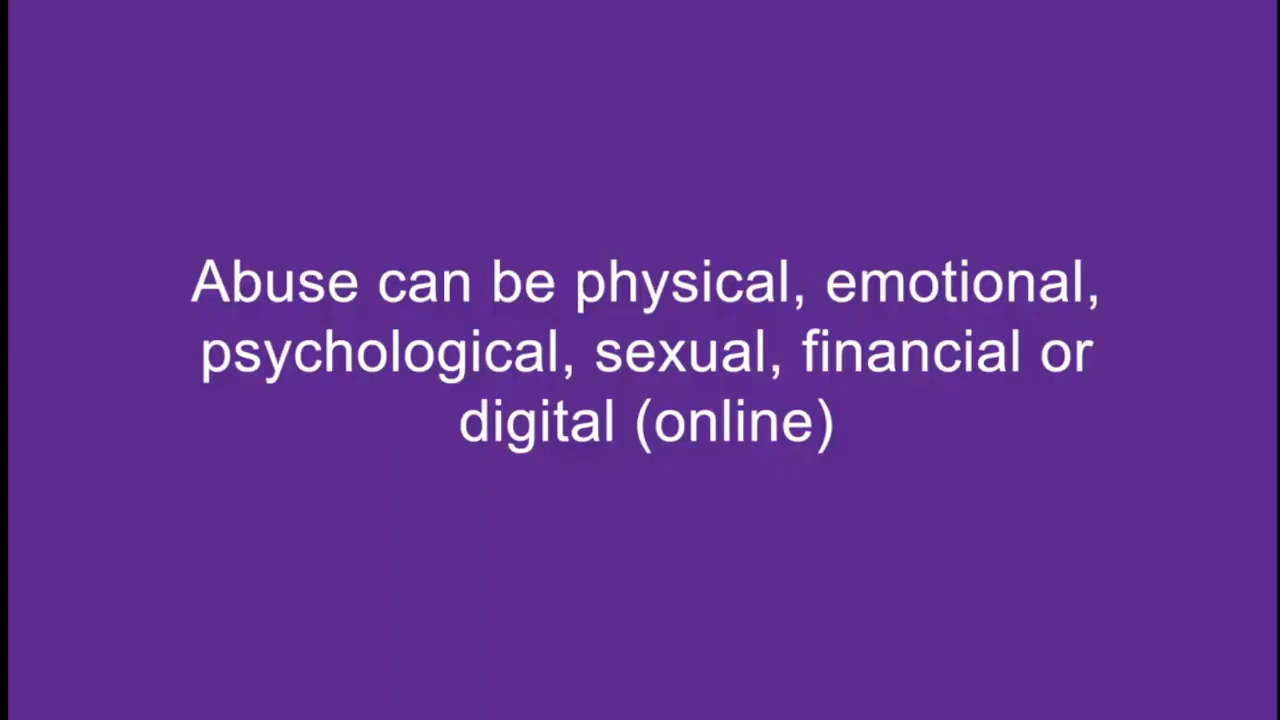 Abuse can be physical, emotional,
psychological, sexual, financial or
digital (online)